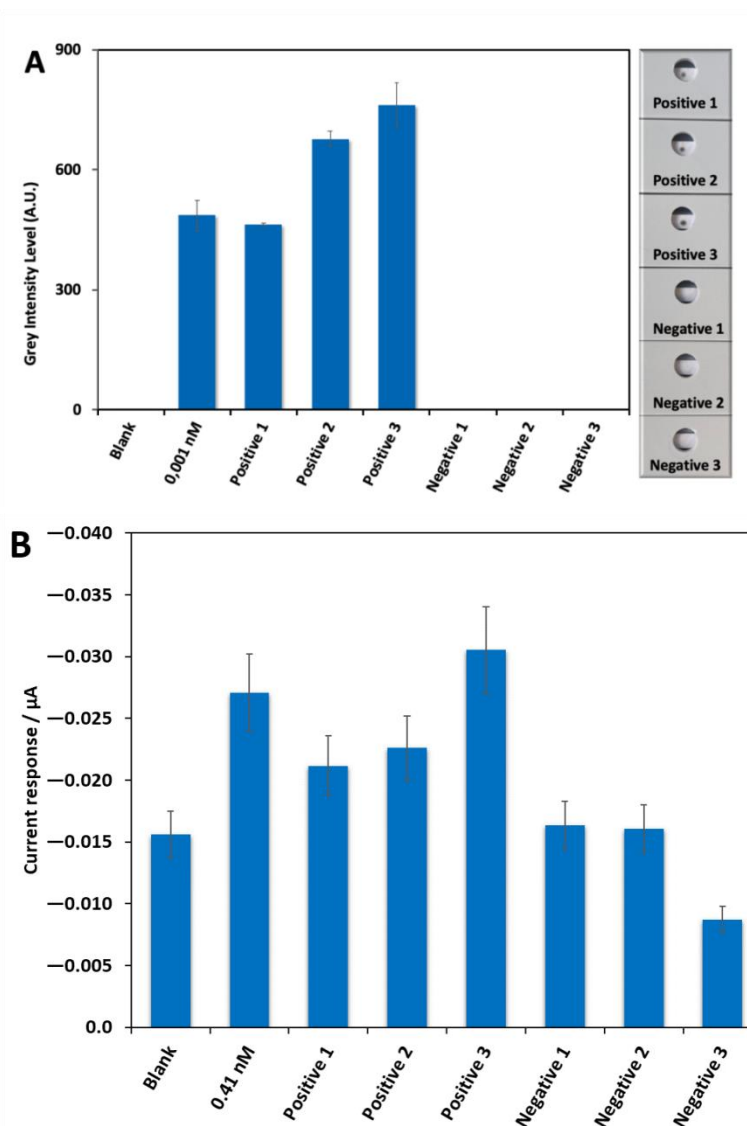 A
900
600
300
0
Grey Intensity Level (A.U.)
Blank
0,001 nM
Positive 1
Positive 2
Positive 3
Negative 1
Negative 2
Negative 3
Positive 1
Positive 2
Positive 3
Negative 1
Negative 2
Negative 3
B
—0.040
—0.035
—0.030
—0.025
—0.020
—0.015
—0.010
—0.005
0.0
Current response / µA
Blank
0.41 nM
Positive 1
Positive 2
Positive 3
Negative 1
Negative 2
Negative 3